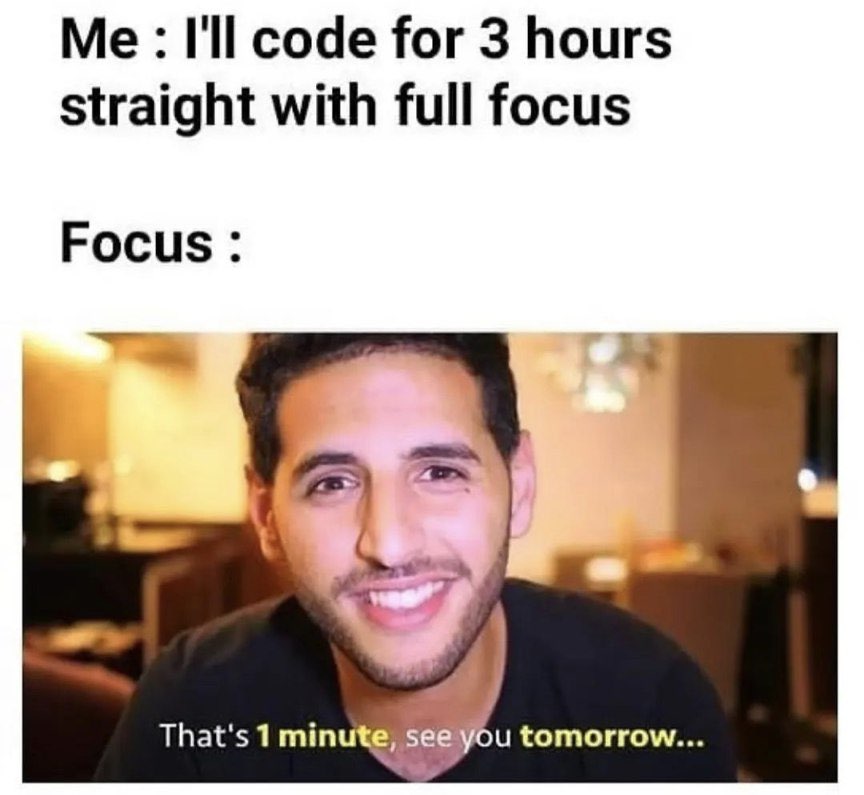 Me : I'll code for 3 hours
straight with full focus
Focus :
That's 1 minute, see you tomorrow...